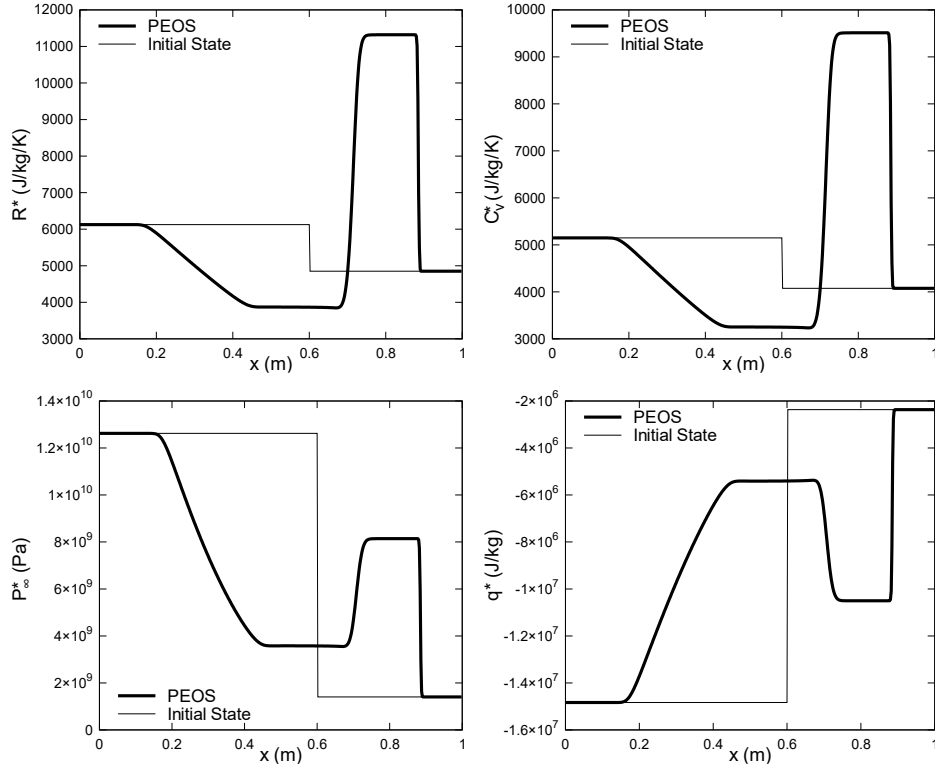 PEOS
Initial State
12000
11000
10000
9000
8000
7000
6000
5000
4000
3000
R* (J/kg/K)
0 0.2 0.4 0.6 0.8 1
x (m)
PEOS
Initial State
10000
9000
8000
7000
6000
5000
4000
3000
C*V (J/kg/K)
0 0.2 0.4 0.6 0.8 1
x (m)
1.4×10^10
1.2×10^10
1×10^10
8×10^9
6×10^9
4×10^9
2×10^9
0
P*∞ (Pa)
PEOS
Initial State
0 0.2 0.4 0.6 0.8 1
x (m)
PEOS
Initial State
-2×10^6
-4×10^6
-6×10^6
-8×10^6
-1×10^7
-1.2×10^7
-1.4×10^7
-1.6×10^7
q* (J/kg)
0 0.2 0.4 0.6 0.8 1
x (m)